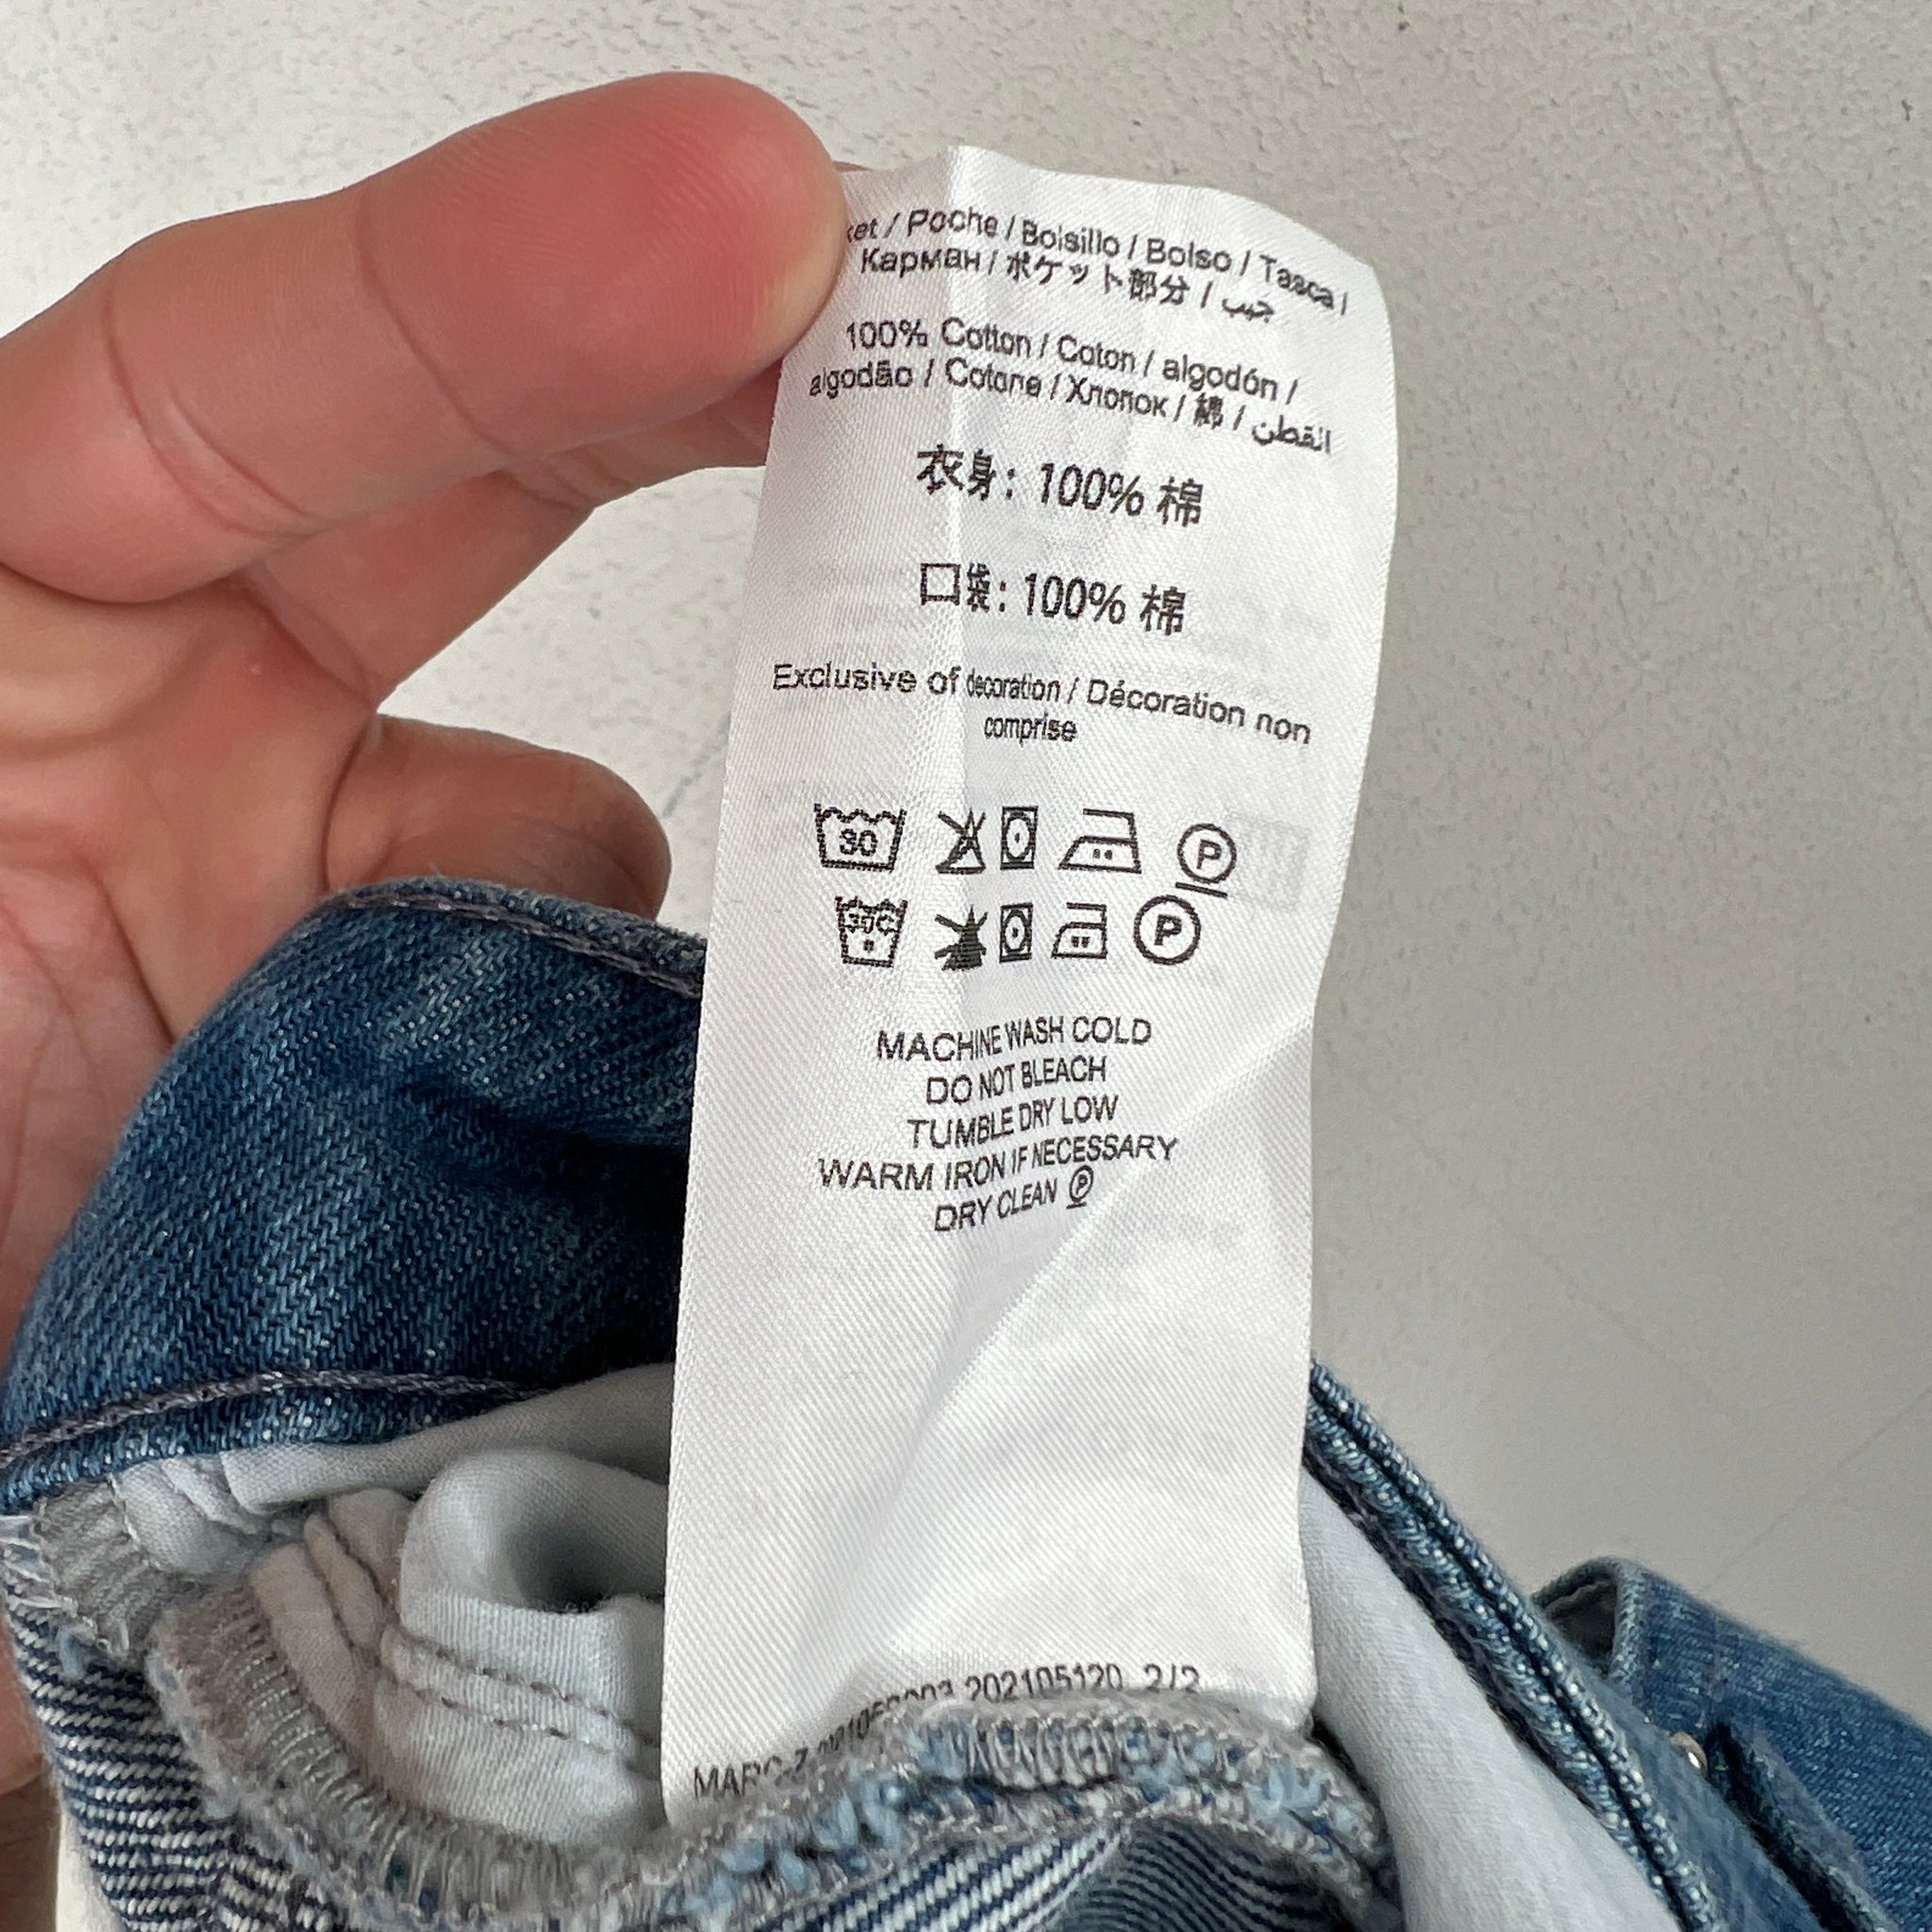 / Poche / Bolsillo / Bolso / Tasca /
Карман / ポケット部分 / جيب
100% Cotton / Coton / algodón /
algodão / Cotone / Хлопок / 綿 / القطن
衣身: 100% 棉
口袋: 100% 棉
Exclusive of decoration / Décoration non
comprise
30 P
30C P
MACHINE WASH COLD
DO NOT BLEACH
TUMBLE DRY LOW
WARM IRON IF NECESSARY
DRY CLEAN P
202105120 2/2